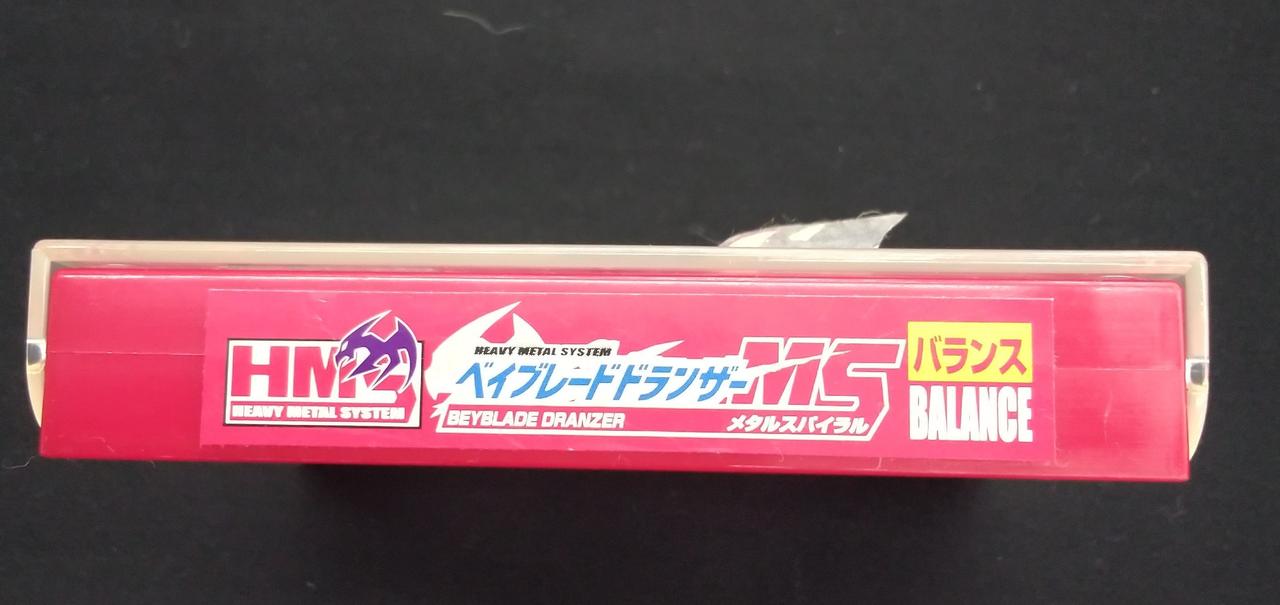 HMS
HEAVY METAL SYSTEM
HEAVY METAL SYSTEM
ベイブレードドランザーMS
BEYBLADE DRANZER
メタルスパイラル
バランス
BALANCE